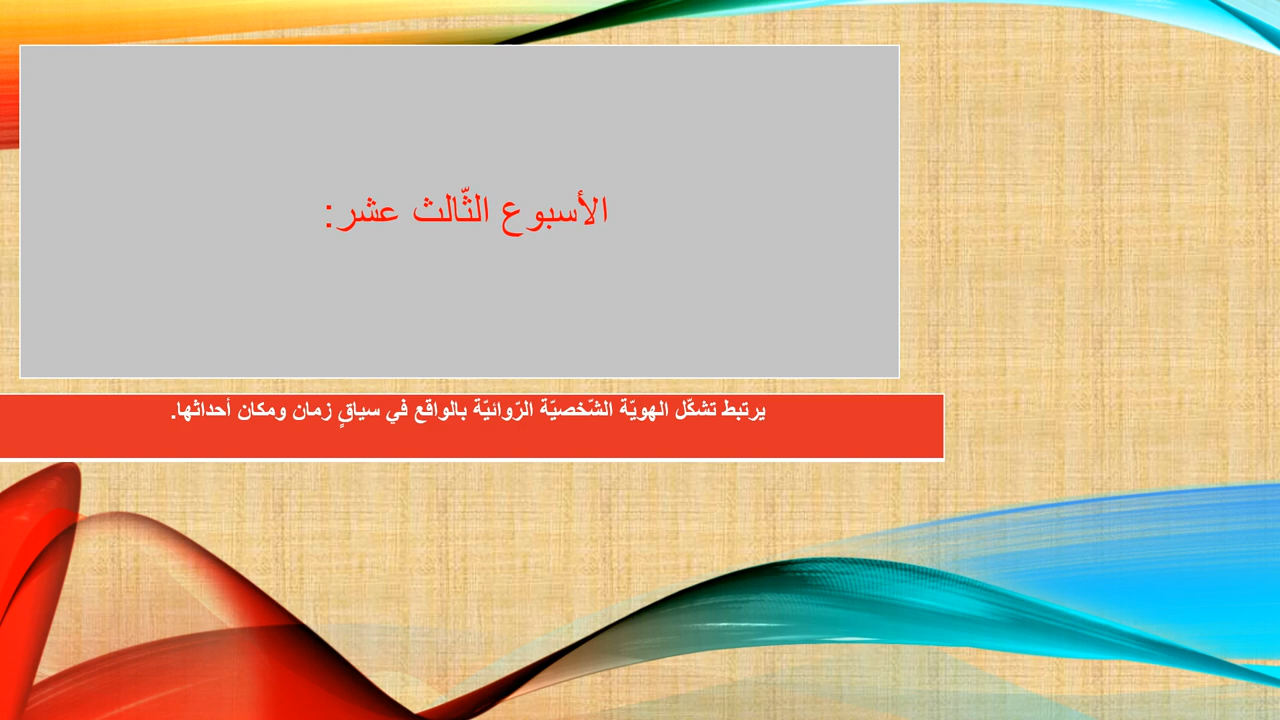 الأسبوع الثّالث عشر:
يرتبط تشكّل الهويّة الشّخصيّة الرّوائيّة بالواقع في سياقٍ زمان ومكان أحداثها.